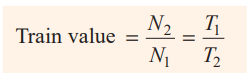 Train value = N₂/N₁ = T₁/T₂